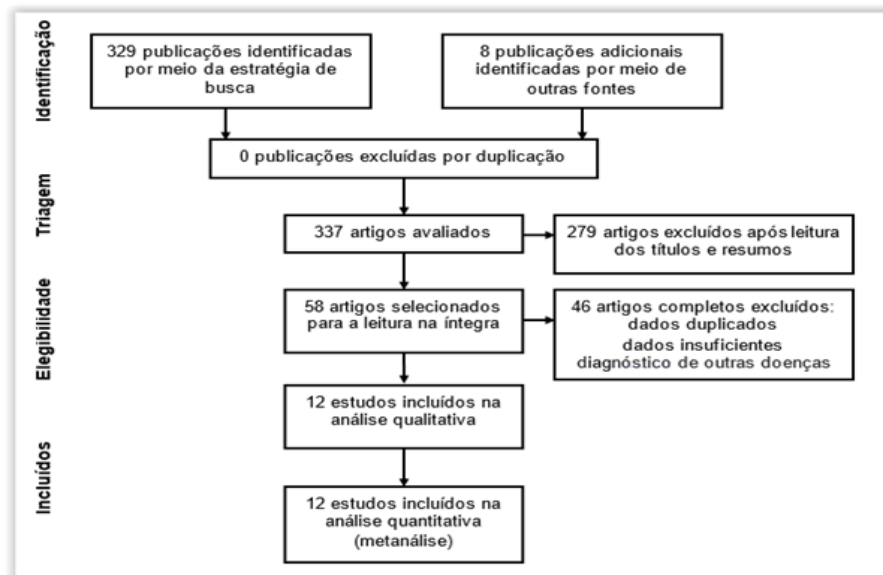 Identificação
329 publicações identificadas
por meio da estratégia de
busca
8 publicações adicionais
identificadas por meio de
outras fontes
0 publicações excluídas por duplicação
Triagem
337 artigos avaliados
279 artigos excluídos após leitura
dos títulos e resumos
Elegibilidade
58 artigos selecionados
para a leitura na íntegra
46 artigos completos excluídos:
dados duplicados
dados insuficientes
diagnóstico de outras doenças
Incluídos
12 estudos incluídos na
análise qualitativa
12 estudos incluídos na
análise quantitativa
(metanálise)